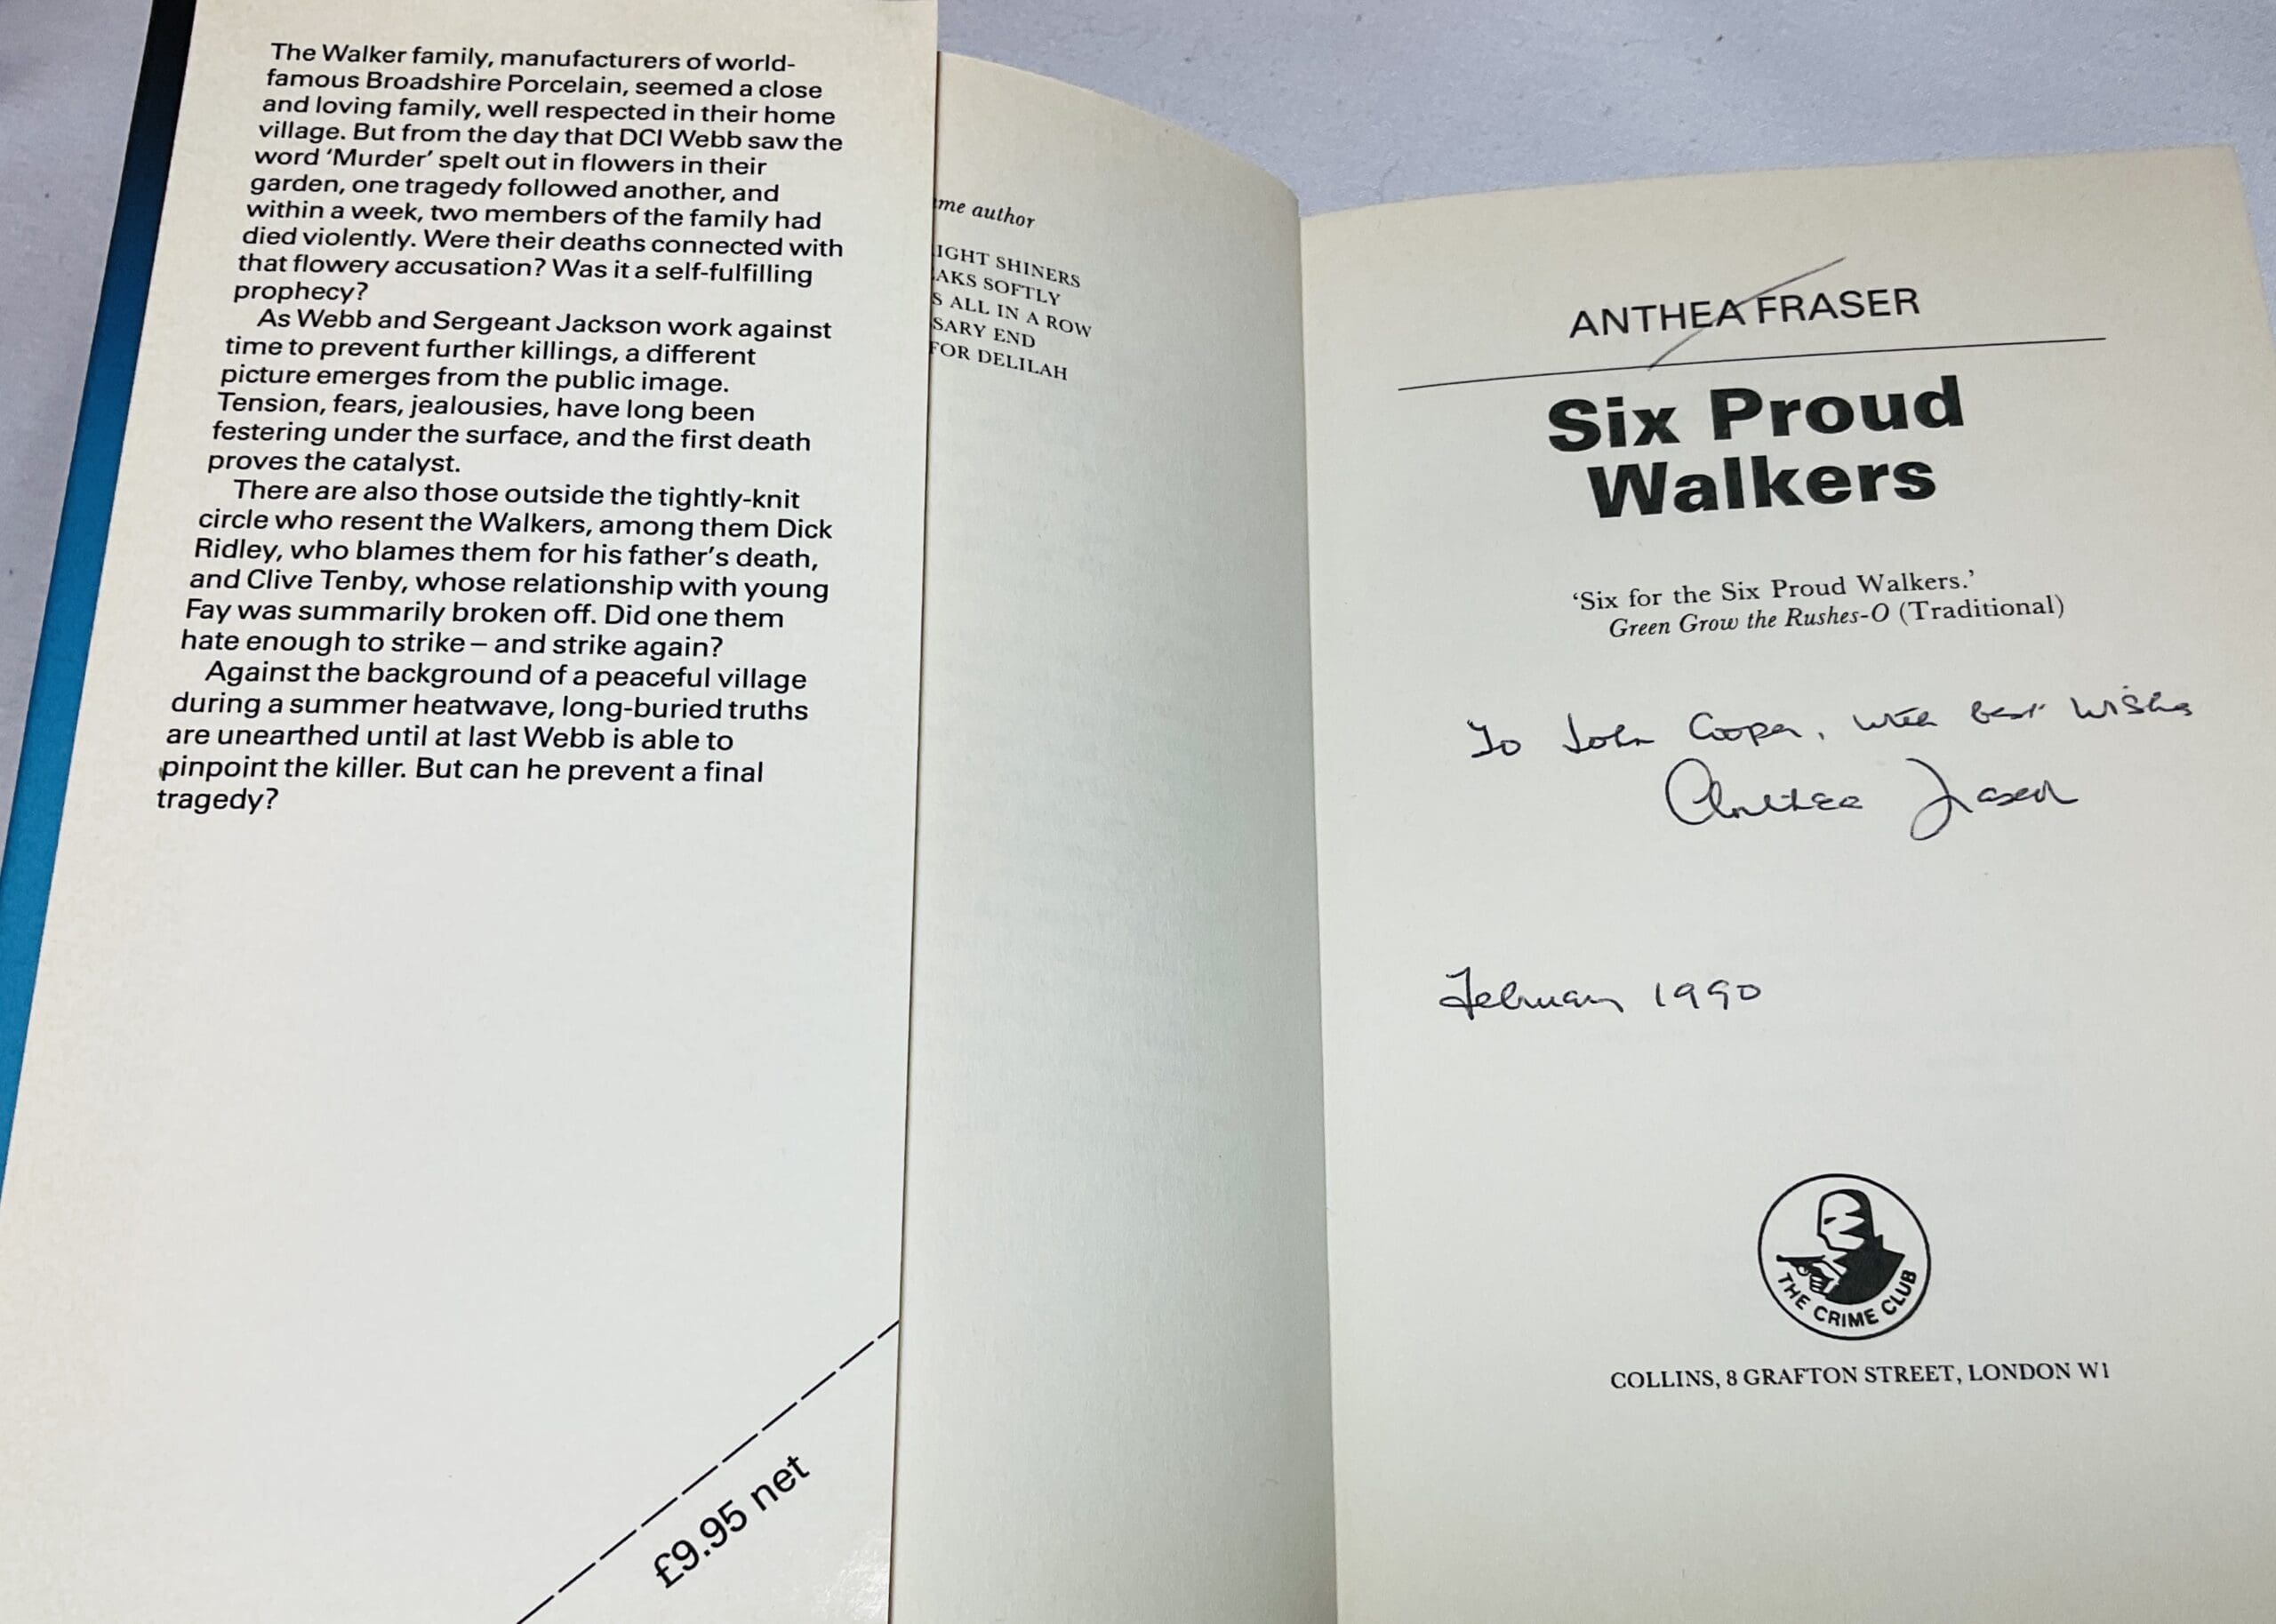 The Walker family, manufacturers of world-
famous Broadshire Porcelain, seemed a close
and loving family, well respected in their home
village. But from the day that DCI Webb saw the
word ‘Murder’ spelt out in flowers in their
garden, one tragedy followed another, and
within a week, two members of the family had
died violently. Were their deaths connected with
that flowery accusation? Was it a self-fulfilling
prophecy?
As Webb and Sergeant Jackson work against
time to prevent further killings, a different
picture emerges from the public image.
Tension, fears, jealousies, have long been
festering under the surface, and the first death
proves the catalyst.
There are also those outside the tightly-knit
circle who resent the Walkers, among them Dick
Ridley, who blames them for his father’s death,
and Clive Tenby, whose relationship with young
Fay was summarily broken off. Did one them
hate enough to strike – and strike again?
Against the background of a peaceful village
during a summer heatwave, long-buried truths
are unearthed until at last Webb is able to
pinpoint the killer. But can he prevent a final
tragedy?
£9.95 net
me author
IGHT SHINERS
AKS SOFTLY
S ALL IN A ROW
SARY END
FOR DELILAH
ANTHEA FRASER
Six Proud
Walkers
‘Six for the Six Proud Walkers.’
Green Grow the Rushes-O (Traditional)
To John Cooper, with best wishes
Anthea Fraser
February 1990
THE CRIME CLUB
COLLINS, 8 GRAFTON STREET, LONDON W1